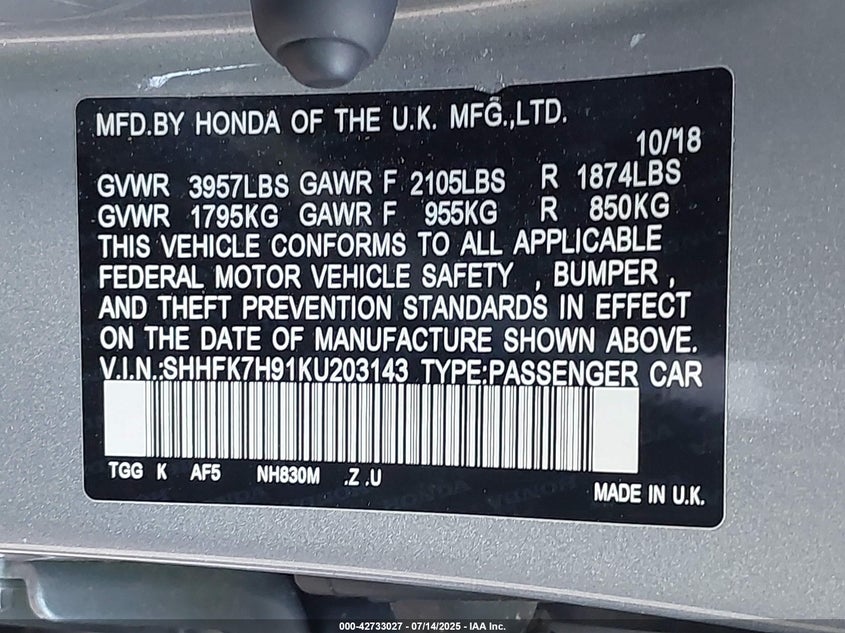 MFD.BY HONDA OF THE U.K. MFG.,LTD.
10/18
GVWR 3957LBS GAWR F 2105LBS R 1874LBS
GVWR 1795KG GAWR F 955KG R 850KG
THIS VEHICLE CONFORMS TO ALL APPLICABLE
FEDERAL MOTOR VEHICLE SAFETY , BUMPER ,
AND THEFT PREVENTION STANDARDS IN EFFECT
ON THE DATE OF MANUFACTURE SHOWN ABOVE.
V.I.N.:SHHFK7H91KU203143 TYPE:PASSENGER CAR
TGG K AF5 NH830M .Z .U
MADE IN U.K.
000-42733027 - 07/14/2025 - IAA Inc.